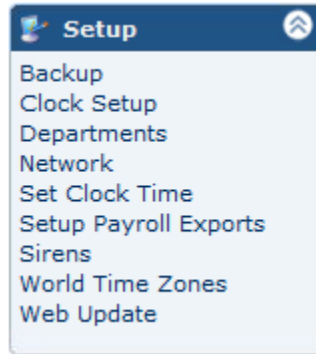 Setup
Backup
Clock Setup
Departments
Network
Set Clock Time
Setup Payroll Exports
Sirens
World Time Zones
Web Update